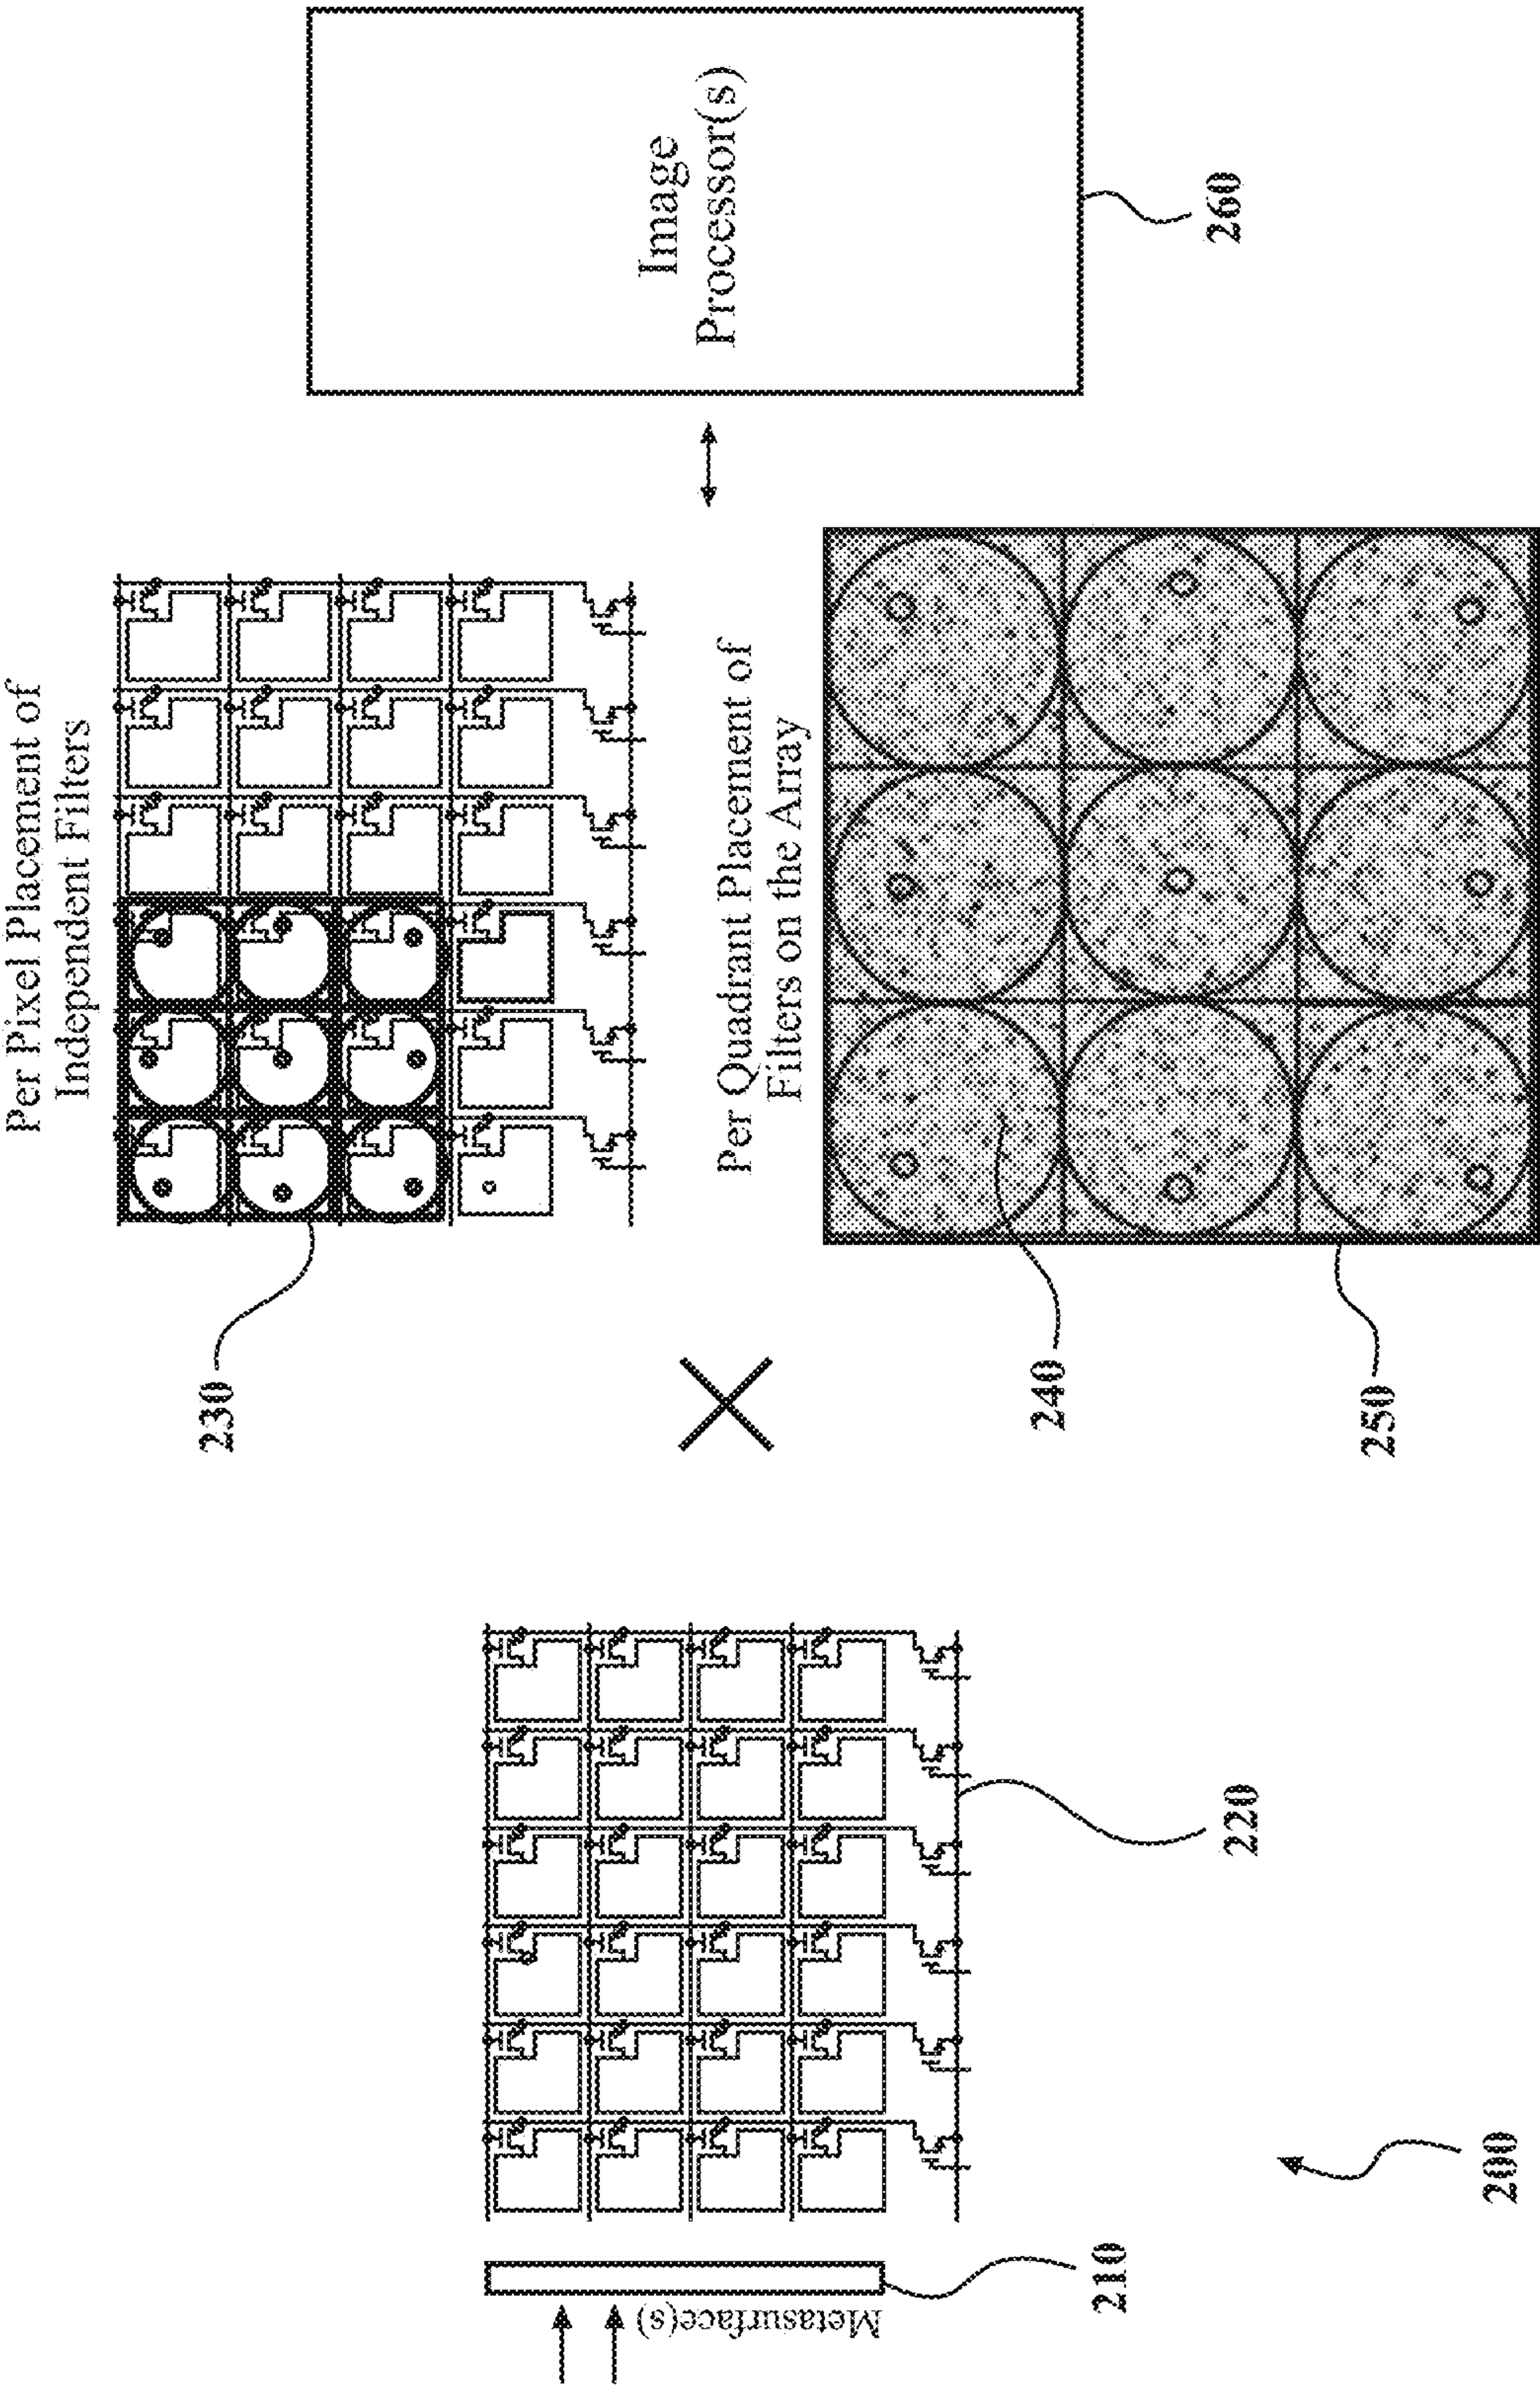 Per Pixel Placement of
Independent Filters
230
Per Quadrant Placement of
Filters on the Array
240
250
Image
Processor(s)
260
Metasurface(s)
210
220
200